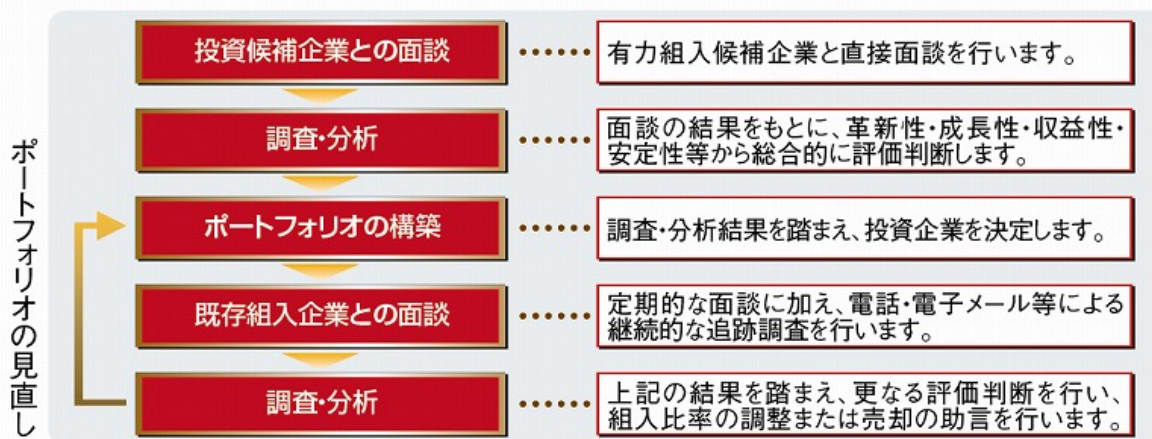 投資候補企業との面談
有力組入候補企業と直接面談を行います。
調査・分析
面談の結果をもとに、革新性・成長性・収益性・
安定性等から総合的に評価判断します。
ポートフォリオの構築
調査・分析結果を踏まえ、投資企業を決定します。
既存組入企業との面談
定期的な面談に加え、電話・電子メール等による
継続的な追跡調査を行います。
調査・分析
上記の結果を踏まえ、更なる評価判断を行い、
組入比率の調整または売却の助言を行います。
ポートフォリオの見直し